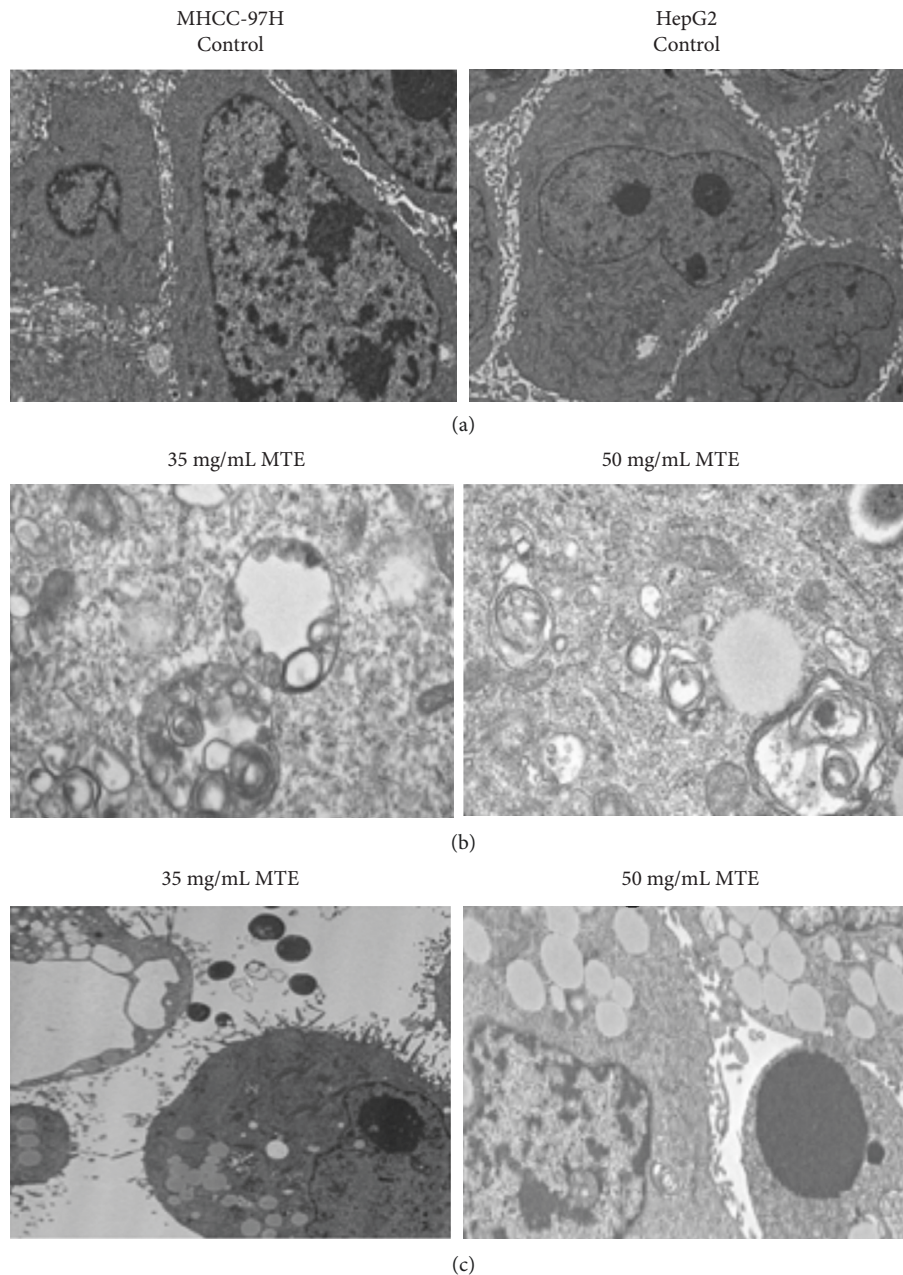 MHCC-97H
Control
HepG2
Control
(a)
35 mg/mL MTE
50 mg/mL MTE
(b)
35 mg/mL MTE
50 mg/mL MTE
(c)